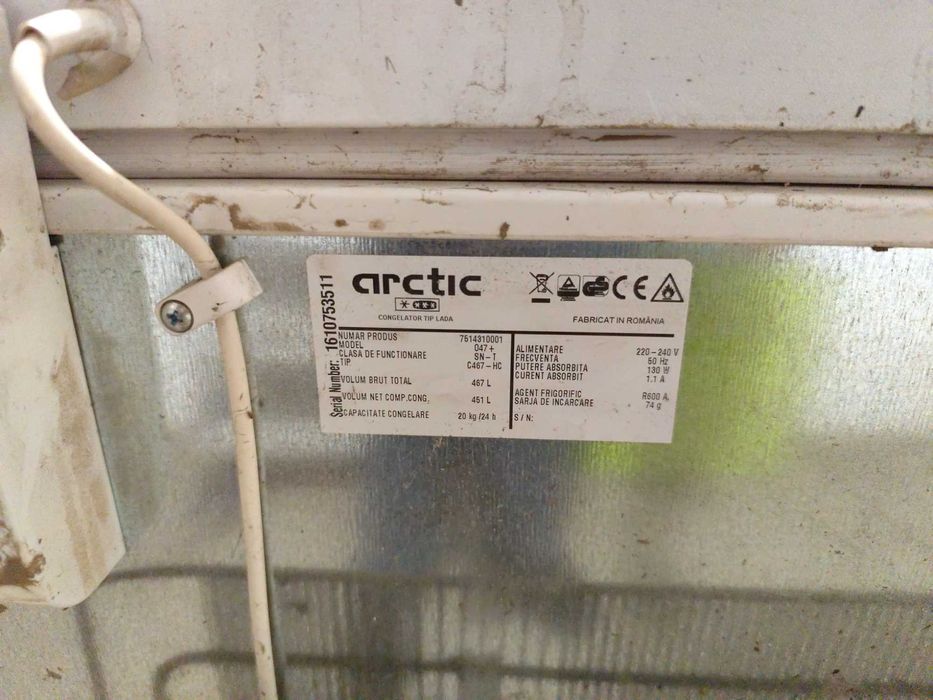 arctic
CONGELATOR TIP LADA
FABRICAT IN ROMÂNIA
Serial Number: 1610753511
NUMAR PRODUS 7514310001
MODEL O47+
CLASA DE FUNCTIONARE SN-T
TIP C467-HC
VOLUM BRUT TOTAL 467 L
VOLUM NET COMP.CONG. 451 L
CAPACITATE CONGELARE 20 kg/24 h
ALIMENTARE 220-240 V
FRECVENTA 50 Hz
PUTERE ABSORBITA 130 W
CURENT ABSORBIT 1.1 A
AGENT FRIGORIFIC R600 A,
SARJA DE INCARCARE 74 g
S / N: